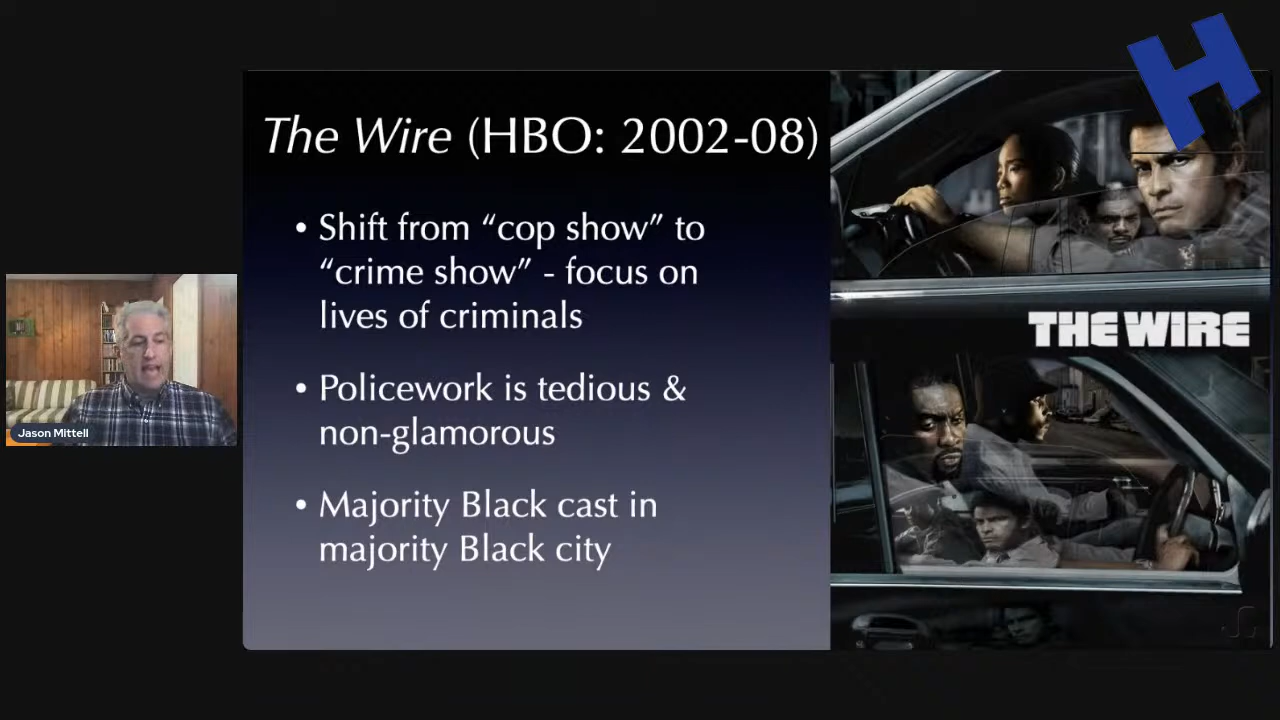 The Wire (HBO: 2002-08)
• Shift from “cop show” to
“crime show” - focus on
lives of criminals
• Policework is tedious &
non-glamorous
• Majority Black cast in
majority Black city
THE WIRE
Jason Mittell
H